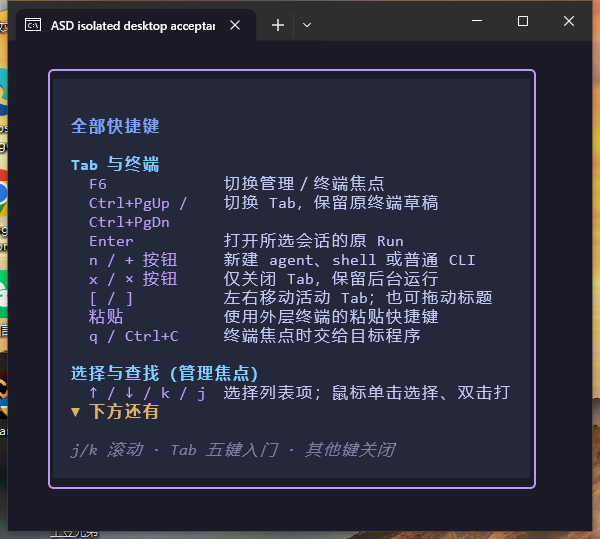 ASD isolated desktop acceptar
全部快捷键
Tab 与终端
F6 切换管理 / 终端焦点
Ctrl+PgUp / 切换 Tab, 保留原终端草稿
Ctrl+PgDn
Enter 打开所选会话的原 Run
n / + 按钮 新建 agent、shell 或普通 CLI
x / × 按钮 仅关闭 Tab, 保留后台运行
[ / ] 左右移动活动 Tab; 也可拖动标题
粘贴 使用外层终端的粘贴快捷键
q / Ctrl+C 终端焦点时交给目标程序
选择与查找 (管理焦点)
↑ / ↓ / k / j 选择列表项; 鼠标单击选择、双击打
▼ 下方还有
j/k 滚动 · Tab 五键入门 · 其他键关闭